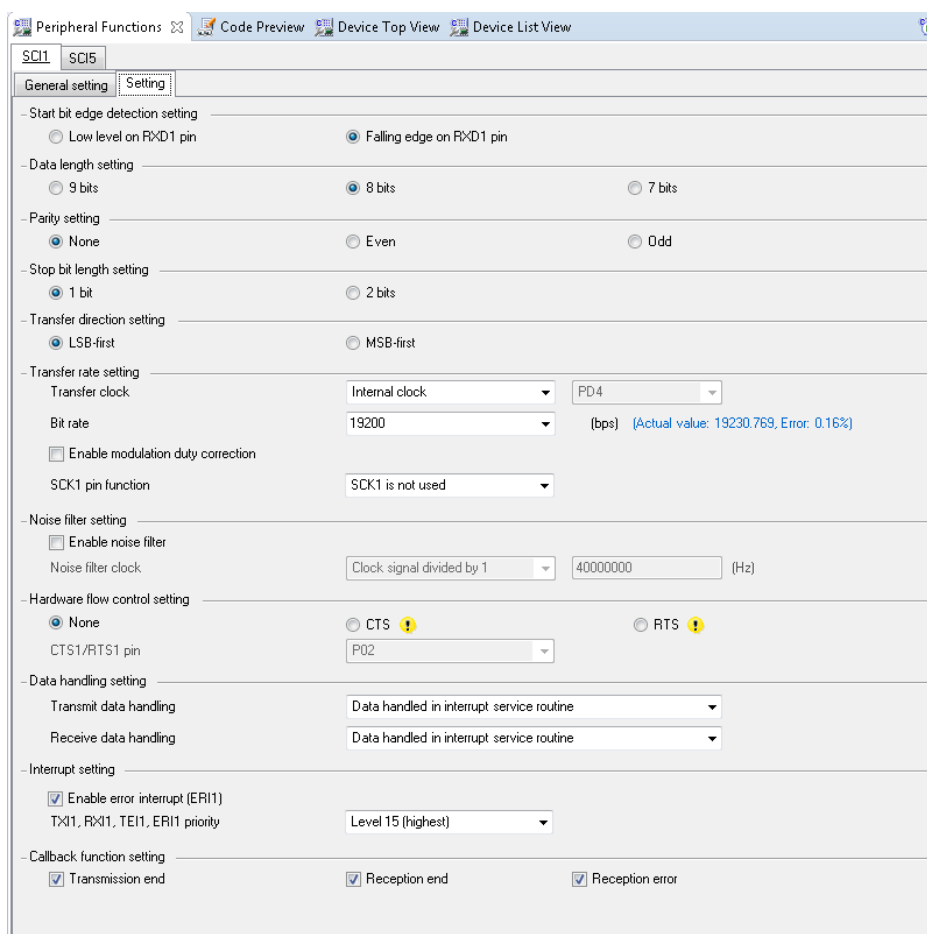 Peripheral Functions Code Preview Device Top View Device List View
SCI1 SCI5
General setting Setting
Start bit edge detection setting
Low level on RXD1 pin Falling edge on RXD1 pin
Data length setting
9 bits 8 bits 7 bits
Parity setting
None Even Odd
Stop bit length setting
1 bit 2 bits
Transfer direction setting
LSB-first MSB-first
Transfer rate setting
Transfer clock Internal clock PD4
Bit rate 19200 (bps) (Actual value: 19230.769, Error: 0.16%)
Enable modulation duty correction
SCK1 pin function SCK1 is not used
Noise filter setting
Enable noise filter
Noise filter clock Clock signal divided by 1 40000000 (Hz)
Hardware flow control setting
None CTS RTS
CTS1/RTS1 pin P02
Data handling setting
Transmit data handling Data handled in interrupt service routine
Receive data handling Data handled in interrupt service routine
Interrupt setting
Enable error interrupt (ERI1)
TXI1, RXI1, TEI1, ERI1 priority Level 15 (highest)
Callback function setting
Transmission end Reception end Reception error